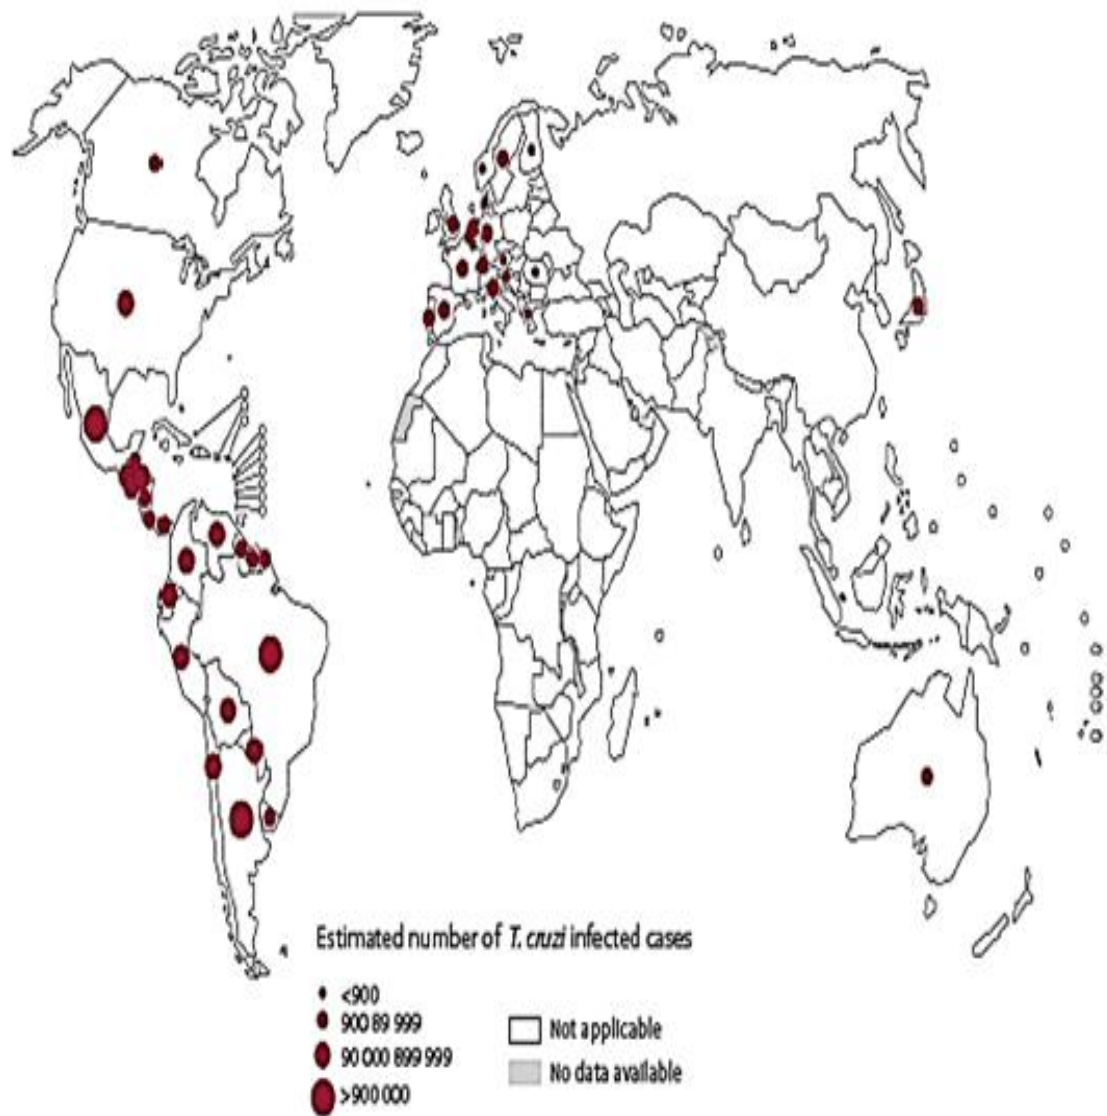 Estimated number of T. cruzi infected cases
<900
900 89 999
90 000 899 999
>900 000
Not applicable
No data available